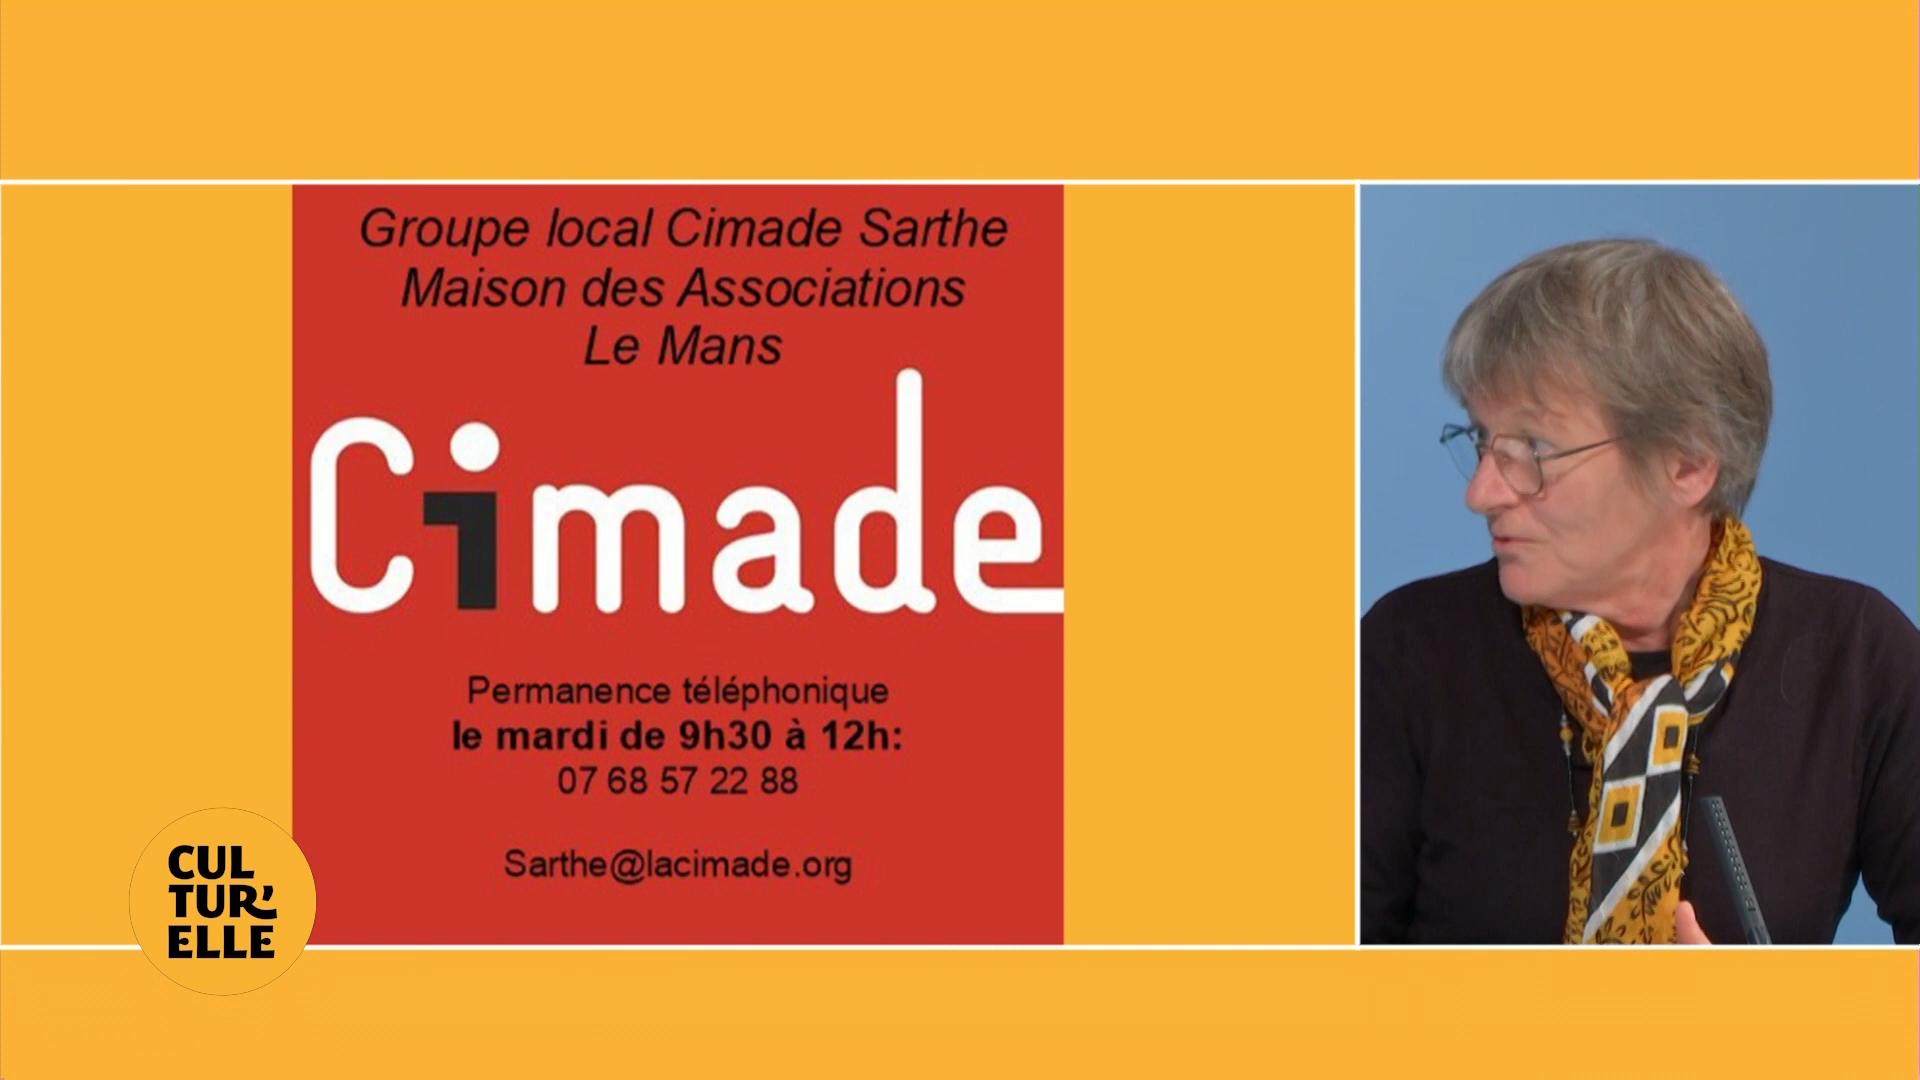 Groupe local Cimade Sarthe
Maison des Associations
Le Mans
Cimade
Permanence téléphonique
le mardi de 9h30 à 12h:
07 68 57 22 88
Sarthe@lacimade.org
CUL
TUR'
ELLE